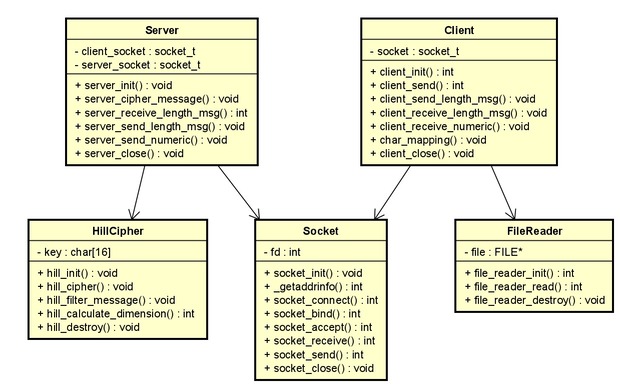 Server
- client_socket : socket_t
- server_socket : socket_t
+ server_init() : void
+ server_cipher_message() : void
+ server_receive_length_msg() : int
+ server_send_length_msg() : void
+ server_send_numeric() : void
+ server_close() : void
Client
- socket : socket_t
+ client_init() : int
+ client_send() : int
+ client_send_length_msg() : void
+ client_receive_length_msg() : void
+ client_receive_numeric() : void
+ char_mapping() : void
+ client_close() : void
HillCipher
- key : char[16]
+ hill_init() : void
+ hill_cipher() : void
+ hill_filter_message() : void
+ hill_calculate_dimension() : int
+ hill_destroy() : void
Socket
- fd : int
+ socket_init() : void
+ _getaddrinfo() : int
+ socket_connect() : int
+ socket_bind() : int
+ socket_accept() : int
+ socket_receive() : int
+ socket_send() : int
+ socket_close() : void
FileReader
- file : FILE*
+ file_reader_init() : int
+ file_reader_read() : int
+ file_reader_destroy() : void